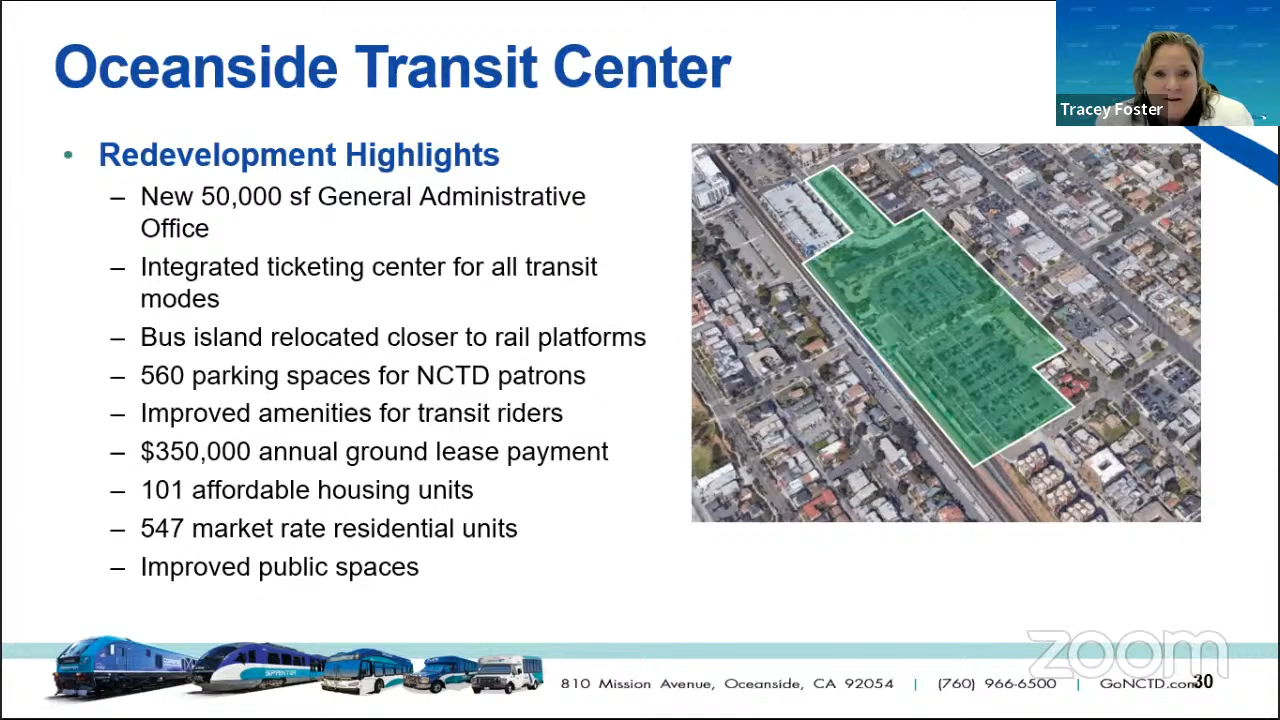 Oceanside Transit Center
Tracey Foster
• Redevelopment Highlights
– New 50,000 sf General Administrative
Office
– Integrated ticketing center for all transit
modes
– Bus island relocated closer to rail platforms
– 560 parking spaces for NCTD patrons
– Improved amenities for transit riders
– $350,000 annual ground lease payment
– 101 affordable housing units
– 547 market rate residential units
– Improved public spaces
zoom
SPRINTER
810 Mission Avenue, Oceanside, CA 92054 | (760) 966-6500 | GoNCTD.com
30